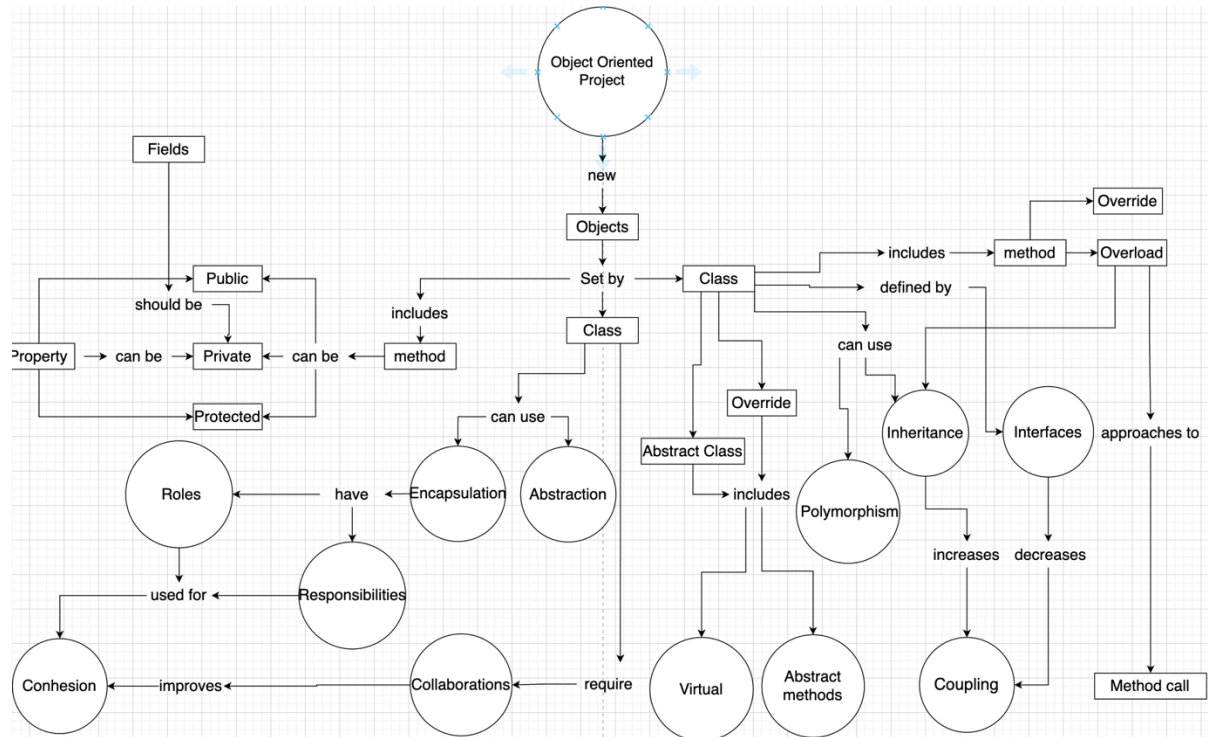 Object Oriented
Project
Fields
new
Override
Objects
includes
method
Overload
Public
Set by
Class
defined by
should be
includes
Class
can use
Property
can be
Private
can be
method
Protected
can use
Override
Inheritance
Interfaces
approaches to
Abstract Class
Roles
have
Encapsulation
Abstraction
includes
Polymorphism
increases
decreases
used for
Responsibilities
Conhesion
improves
Collaborations
require
Virtual
Abstract
methods
Coupling
Method call